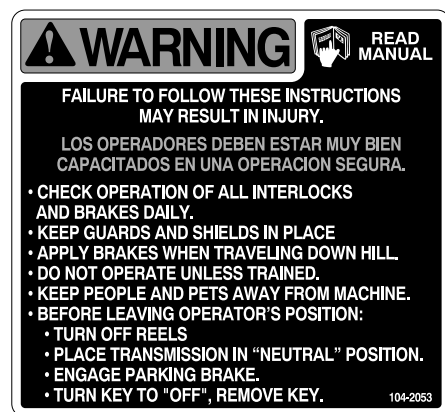 WARNING
READ
MANUAL
FAILURE TO FOLLOW THESE INSTRUCTIONS
MAY RESULT IN INJURY.
LOS OPERADORES DEBEN ESTAR MUY BIEN
CAPACITADOS EN UNA OPERACION SEGURA.
• CHECK OPERATION OF ALL INTERLOCKS
AND BRAKES DAILY.
• KEEP GUARDS AND SHIELDS IN PLACE
• APPLY BRAKES WHEN TRAVELING DOWN HILL.
• DO NOT OPERATE UNLESS TRAINED.
• KEEP PEOPLE AND PETS AWAY FROM MACHINE.
• BEFORE LEAVING OPERATOR'S POSITION:
• TURN OFF REELS
• PLACE TRANSMISSION IN “NEUTRAL” POSITION.
• ENGAGE PARKING BRAKE.
• TURN KEY TO "OFF", REMOVE KEY.
104-2053